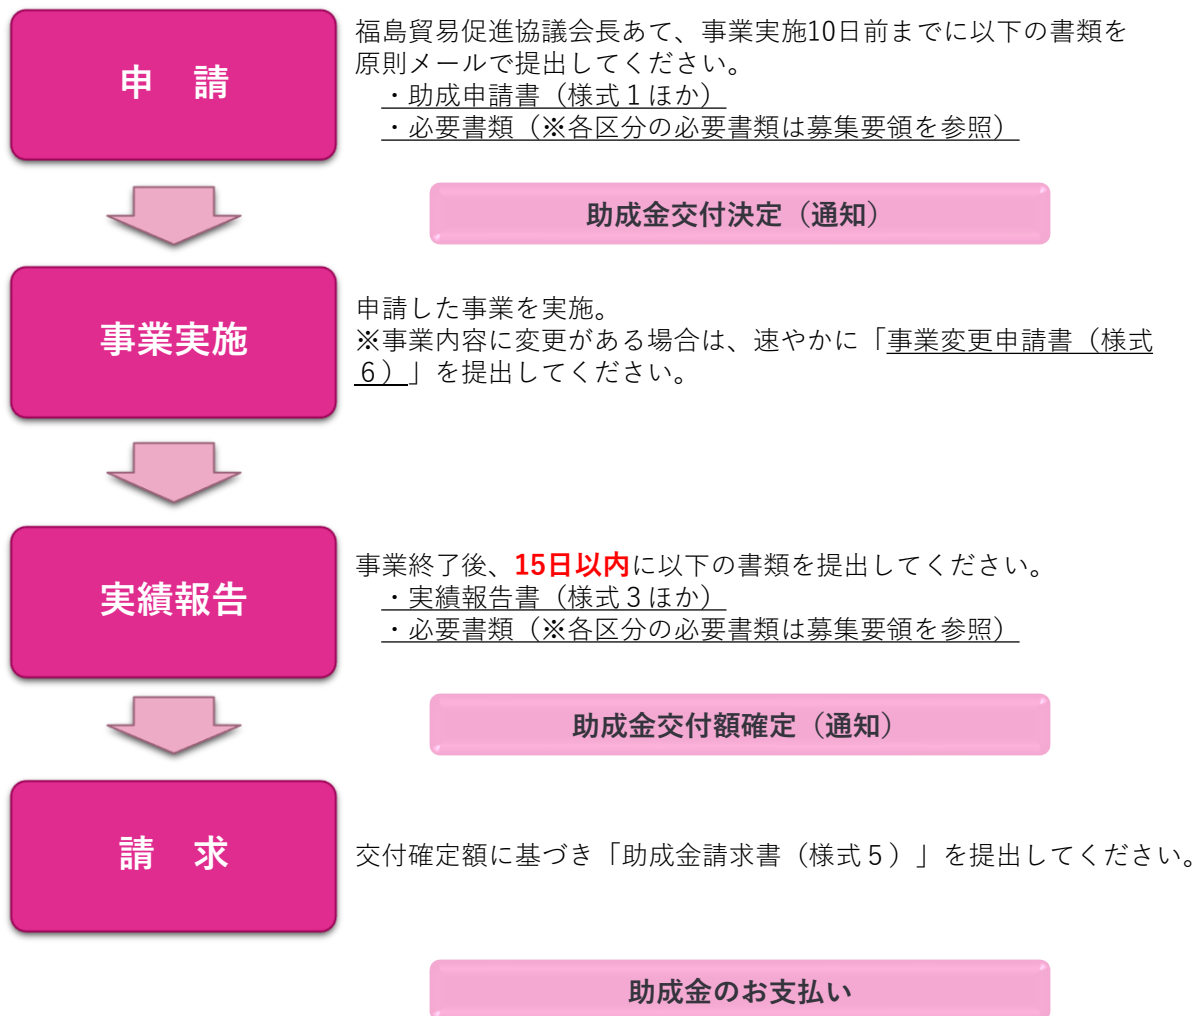 申　請
福島貿易促進協議会長あて、事業実施10日前までに以下の書類を
原則メールで提出してください。
・助成申請書（様式１ほか）
・必要書類（※各区分の必要書類は募集要領を参照）
助成金交付決定（通知）
事業実施
申請した事業を実施。
※事業内容に変更がある場合は、速やかに「事業変更申請書（様式
６）」を提出してください。
実績報告
事業終了後、15日以内に以下の書類を提出してください。
・実績報告書（様式３ほか）
・必要書類（※各区分の必要書類は募集要領を参照）
助成金交付額確定（通知）
請　求
交付確定額に基づき「助成金請求書（様式５）」を提出してください。
助成金のお支払い